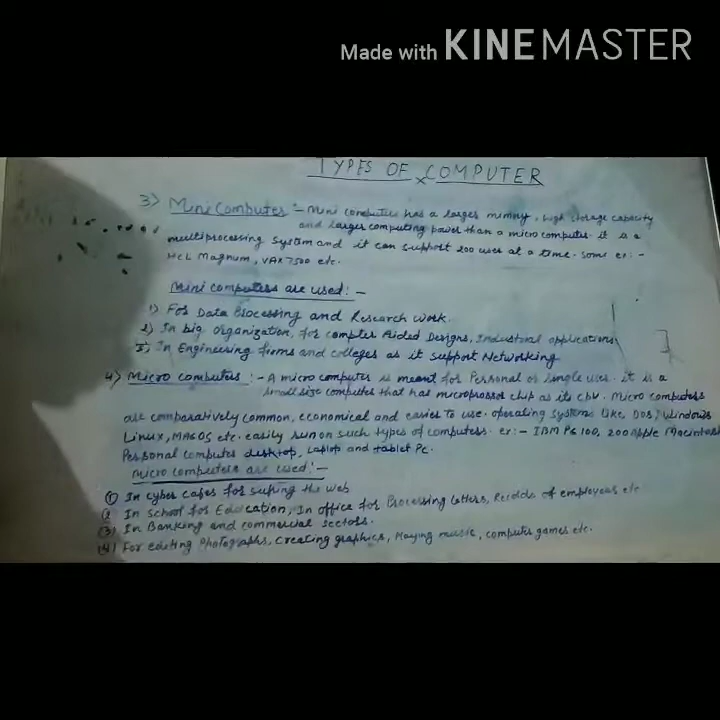 Made with KINEMASTER
TYPES OF COMPUTER
3) Mini Computer :- Mini computer has a larger memory, high storage capacity
and larger computing power than a micro computer. it is a
multiprocessing system and it can support 200 user at a time. some ex:-
HCL Magnum, VAX 7500 etc.
Mini computers are used:-
1) For Data Processing and Research work.
2) In big organization, for compter Aided Designs, Industrial applications.
3) In Engineering firms and colleges as it support Networking
4) Micro computers :- A micro computer is meant for Personal or single user. it is a
small size computer that has microprossor chip as its CPU. Micro computers
are comparatively common, economical and easier to use. operating systems like DOS, windows
Linux, MAC OS etc. easily run on such types of computers. ex:- IBM PC 100, 200 Apple Macintosh
Personal computer desktop, Laptop and tablet PC.
Micro computers are used:-
(1) In cyber cafes for sufing the web
(2 In school for Education, In office for Processing letters, Recods of employees etc
(3) In Banking and commercial sectors.
(4) For editing Photographs, creating graphics, Playing music, computer games etc.